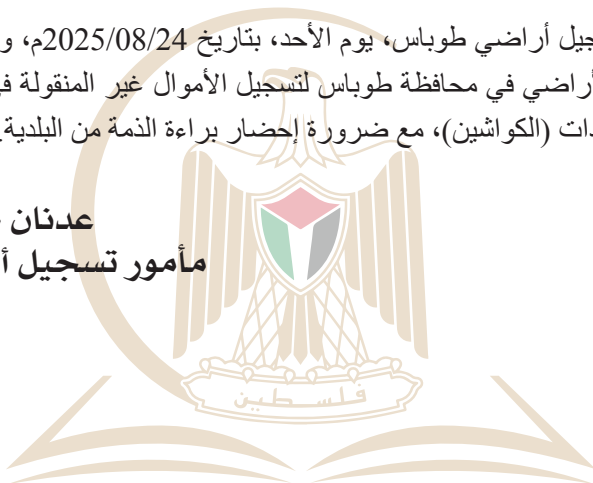 جيل أراضي طوباس، يوم الأحد، بتاريخ 2025/08/24م، و
أراضي في محافظة طوباس لتسجيل الأموال غير المنقولة في
دات (الكواشين)، مع ضرورة إحضار براءة الذمة من البلدية.
عدنان
مأمور تسجيل أ
فلسطين